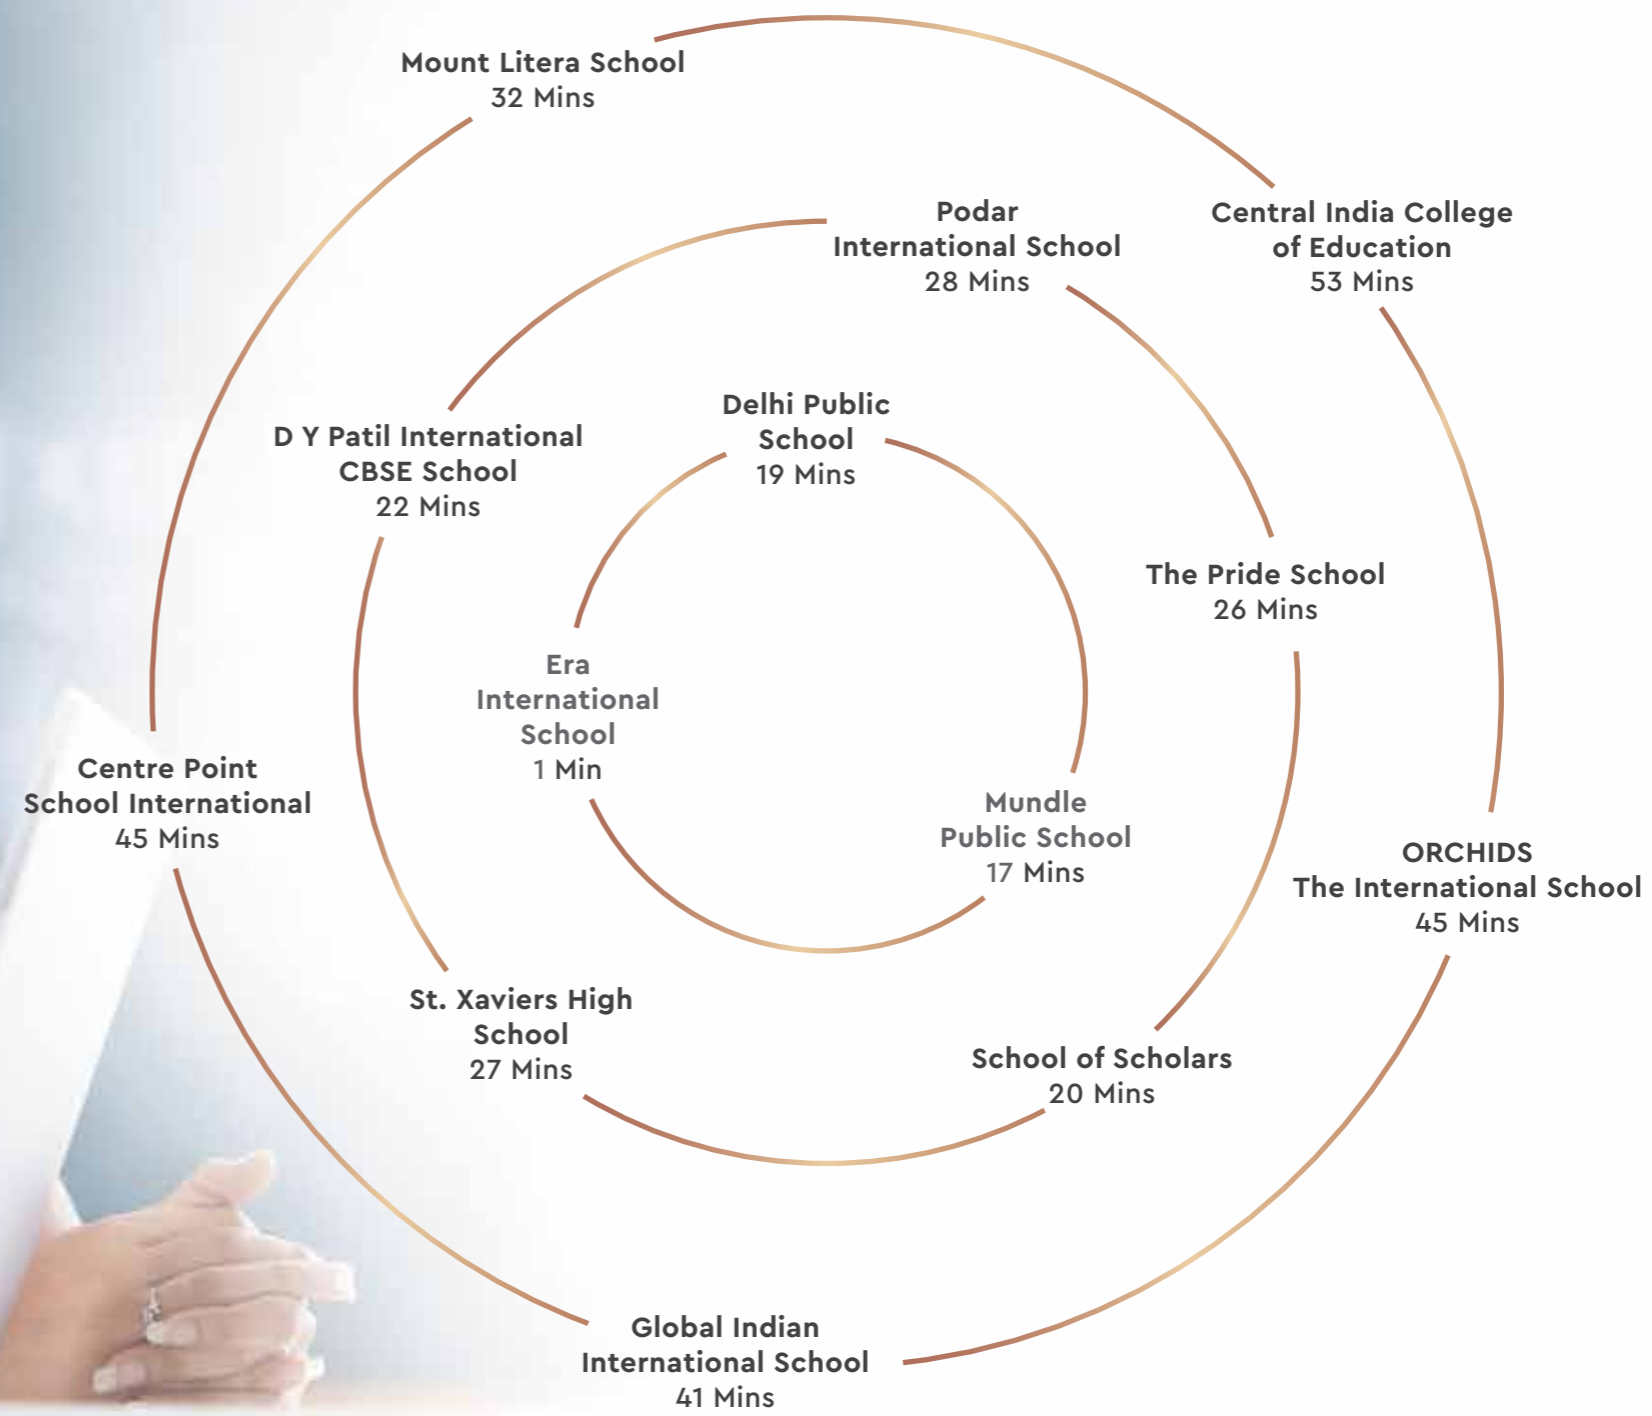 Mount Litera School
32 Mins
Podar
International School
28 Mins
Central India College
of Education
53 Mins
Delhi Public
School
19 Mins
D Y Patil International
CBSE School
22 Mins
The Pride School
26 Mins
Era
International
School
1 Min
Centre Point
School International
45 Mins
Mundle
Public School
17 Mins
ORCHIDS
The International School
45 Mins
St. Xaviers High
School
27 Mins
School of Scholars
20 Mins
Global Indian
International School
41 Mins